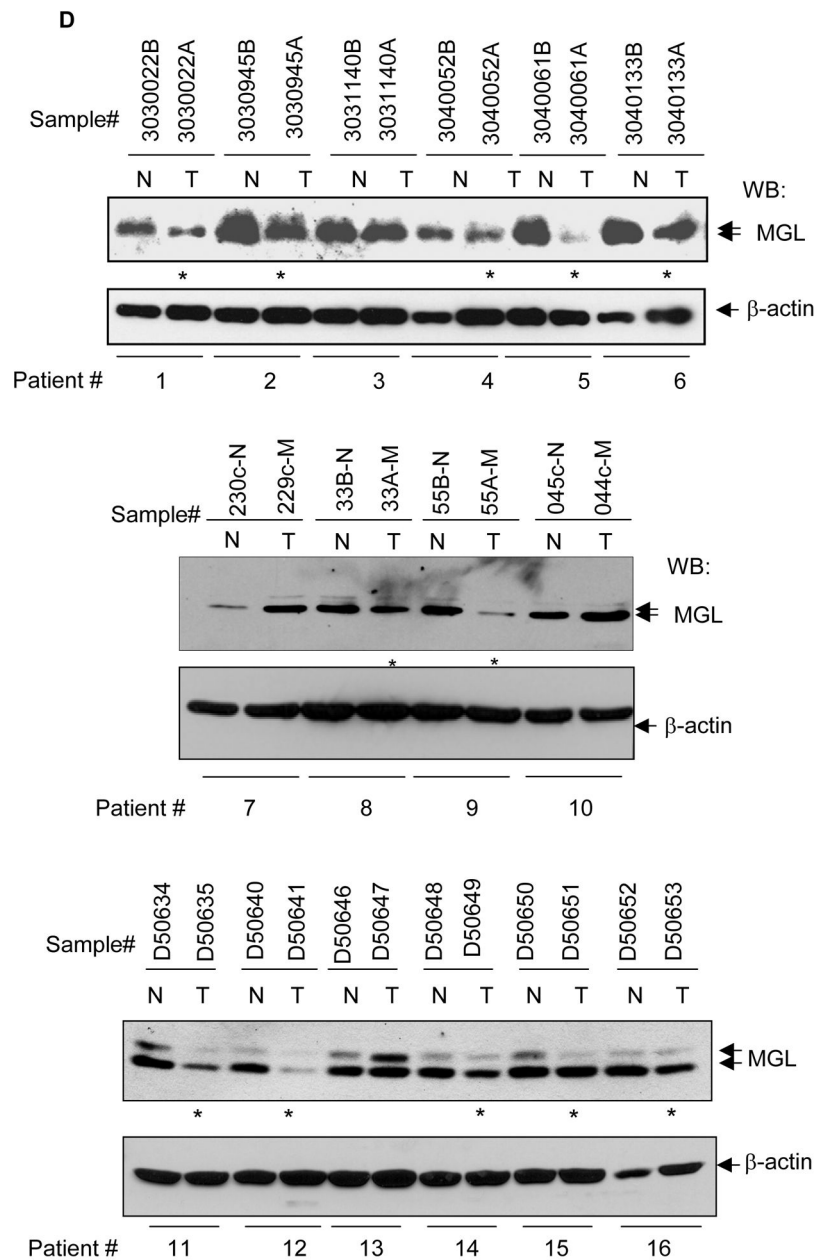 D
Sample# 3030022B 3030022A 3030945B 3030945A 3031140B 3031140A 3040052B 3040052A 3040061B 3040061A 3040133B 3040133A
N T N T N T N T N T N T
WB:
MGL
* * * * *
β-actin
Patient # 1 2 3 4 5 6
Sample# 230c-N 229c-M 33B-N 33A-M 55B-N 55A-M 045c-N 044c-M
N T N T N T N T
WB:
MGL
* *
β-actin
Patient # 7 8 9 10
Sample# D50634 D50635 D50640 D50641 D50646 D50647 D50648 D50649 D50650 D50651 D50652 D50653
N T N T N T N T N T N T
MGL
* * * * *
β-actin
Patient # 11 12 13 14 15 16